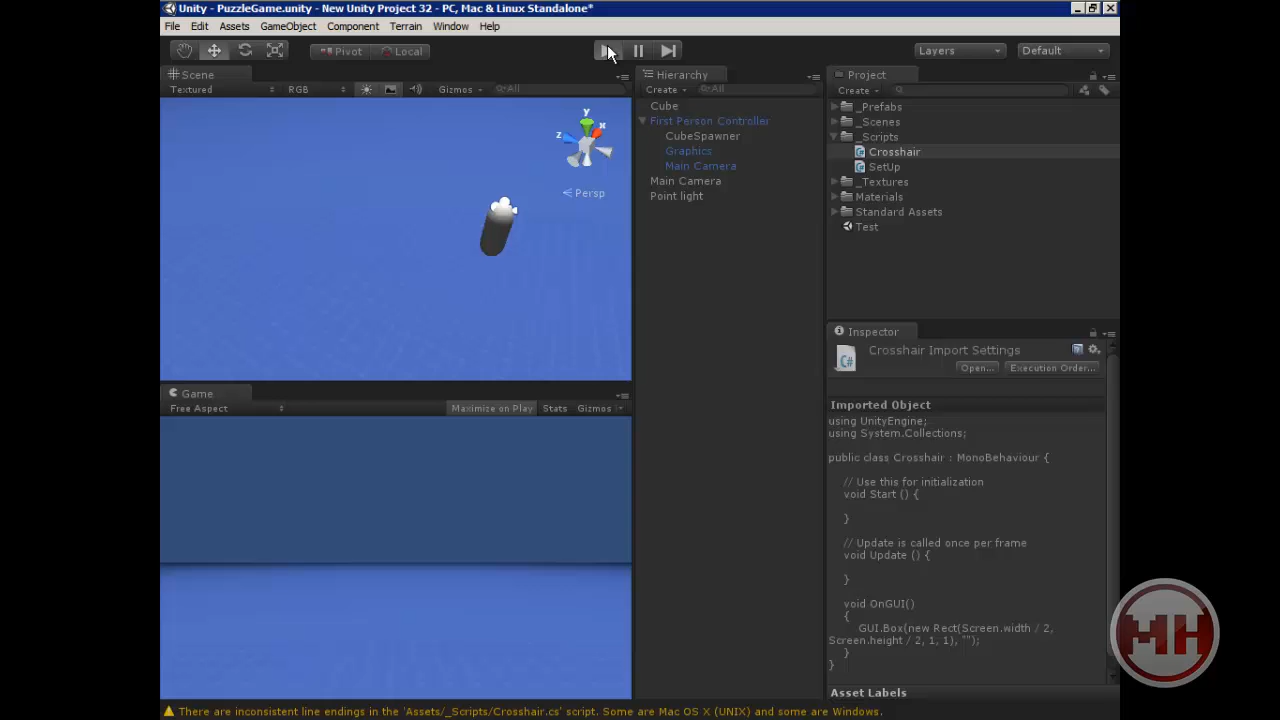 Unity - PuzzleGame.unity - New Unity Project 32 - PC, Mac & Linux Standalone*
File Edit Assets GameObject Component Terrain Window Help
Pivot Local Layers Default
Scene
Textured RGB Gizmos All
y
x
z
Persp
Game
Free Aspect Maximize on Play Stats Gizmos
Hierarchy
Create All
Cube
First Person Controller
CubeSpawner
Graphics
Main Camera
Main Camera
Point light
Project
Create
_Prefabs
_Scenes
_Scripts
Crosshair
SetUp
_Textures
Materials
Standard Assets
Test
Inspector
Crosshair Import Settings
Open... Execution Order...
C#
Imported Object
using UnityEngine;
using System.Collections;
public class Crosshair : MonoBehaviour {
// Use this for initialization
void Start () {
}
// Update is called once per frame
void Update () {
}
void OnGUI()
{
GUI.Box(new Rect(Screen.width / 2,
Screen.height / 2, 1, 1), "");
}
}
Asset Labels
There are inconsistent line endings in the 'Assets/_Scripts/Crosshair.cs' script. Some are Mac OS X (UNIX) and some are Windows.